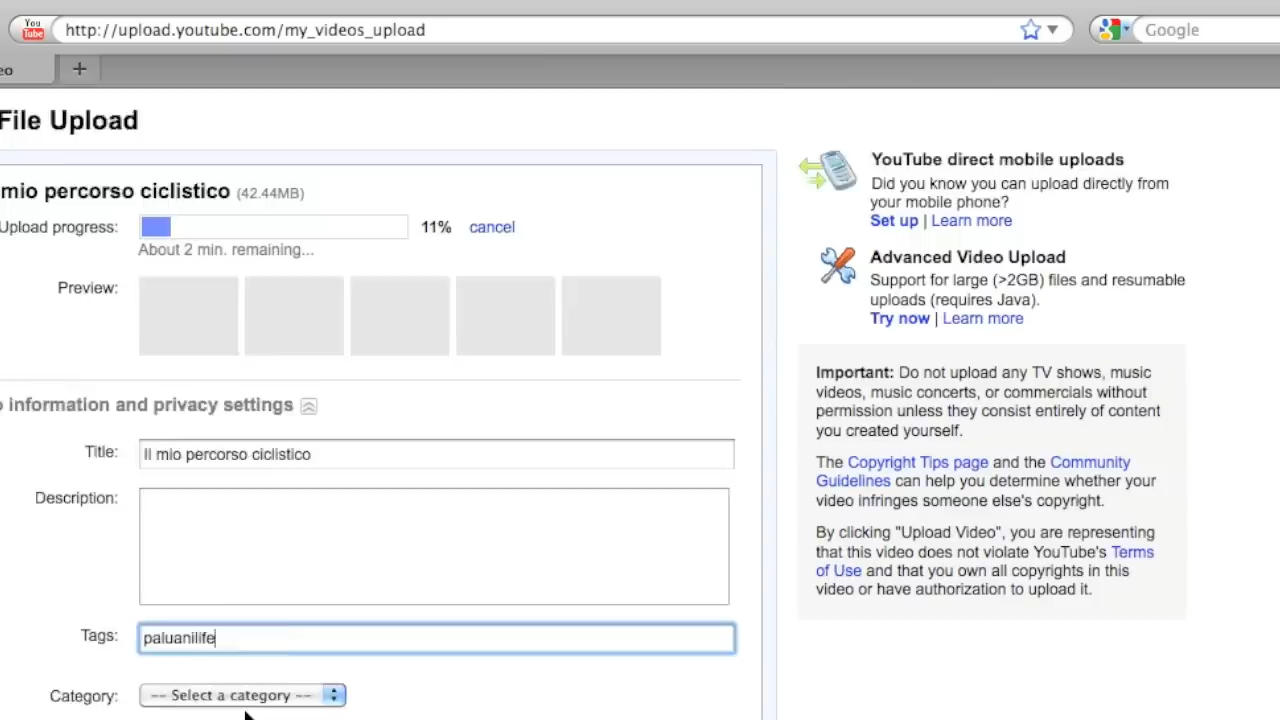 You
Tube
http://upload.youtube.com/my_videos_upload
Google
eo
+
File Upload
mio percorso ciclistico (42.44MB)
Upload progress:
11%
cancel
About 2 min. remaining...
Preview:
o information and privacy settings
Title:
Il mio percorso ciclistico
Description:
Tags:
paluanilife
Category:
-- Select a category --
YouTube direct mobile uploads
Did you know you can upload directly from
your mobile phone?
Set up | Learn more
Advanced Video Upload
Support for large (>2GB) files and resumable
uploads (requires Java).
Try now | Learn more
Important: Do not upload any TV shows, music
videos, music concerts, or commercials without
permission unless they consist entirely of content
you created yourself.
The Copyright Tips page and the Community
Guidelines can help you determine whether your
video infringes someone else's copyright.
By clicking "Upload Video", you are representing
that this video does not violate YouTube's Terms
of Use and that you own all copyrights in this
video or have authorization to upload it.